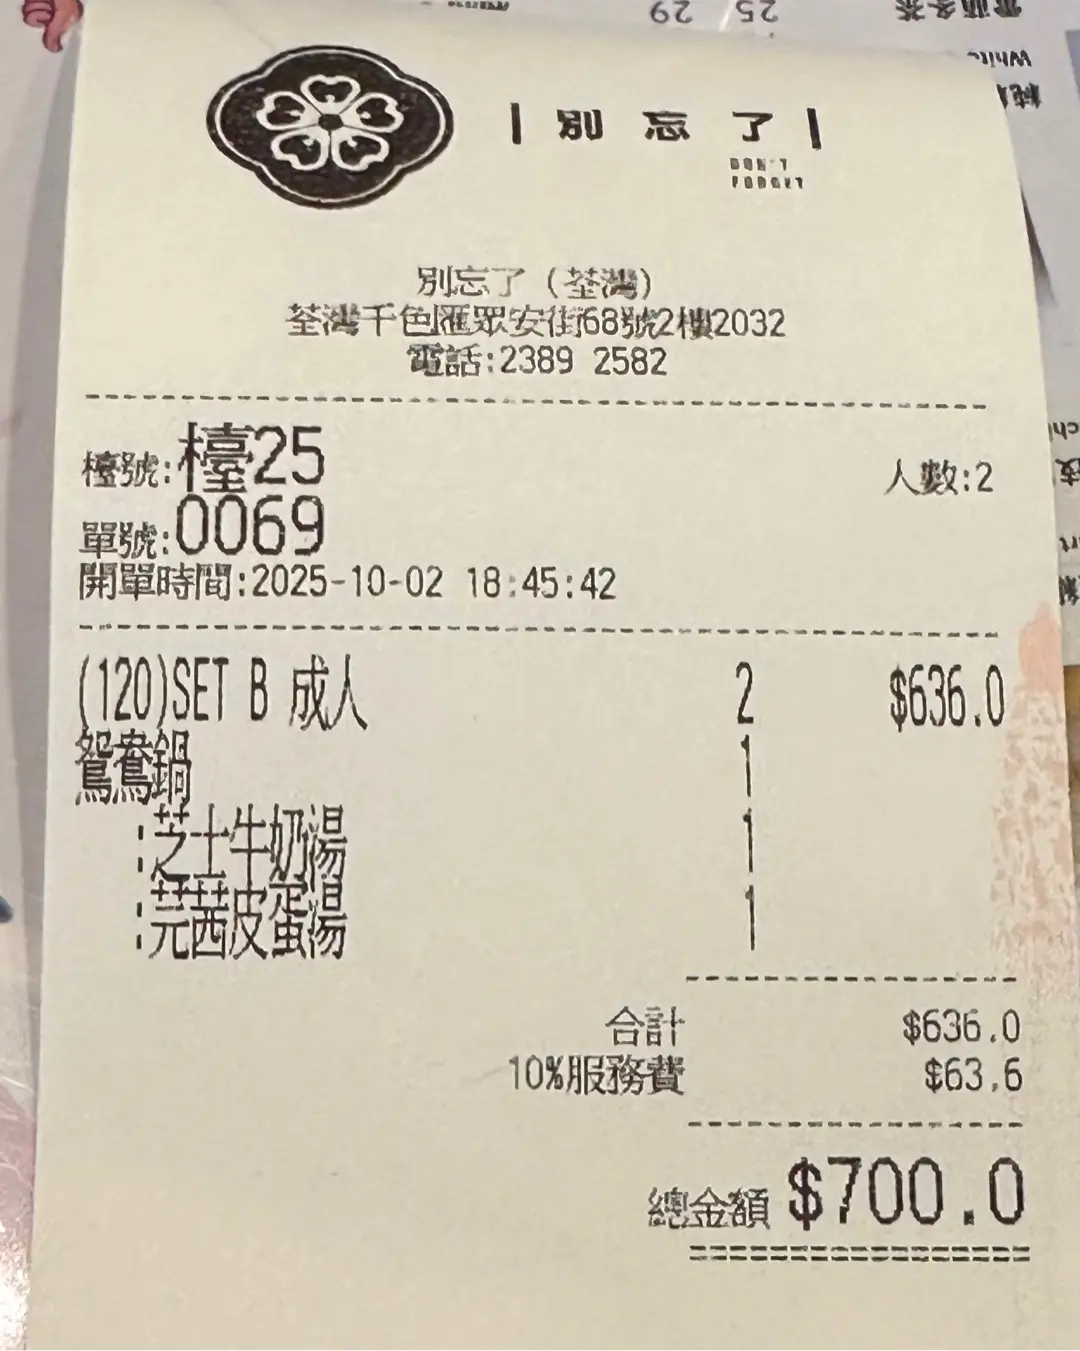 29 25
White
別忘了
DON'T
FORGET
別忘了 (荃灣)
荃灣千色匯眾安街68號2樓2032
電話:2389 2582
檯號:檯25 人數:2
單號:0069
開單時間:2025-10-02 18:45:42
(120)SET B 成人 2 $636.0
鴛鴦鍋 1
:芝士牛奶湯 1
:芫茜皮蛋湯 1
合計 $636.0
10%服務費 $63.6
總金額 $700.0